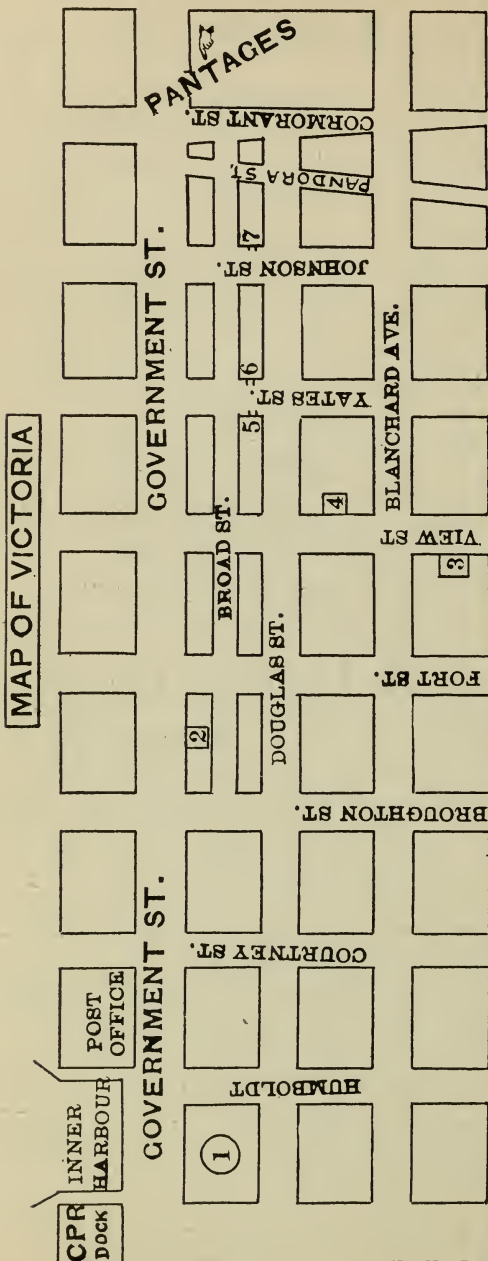 MAP OF VICTORIA
PANTAGES
CORMORANT ST.
PANDORA ST.
7
JOHNSON ST.
GOVERNMENT ST.
6
YATES ST.
5
BLANCHARD AVE.
4
BROAD ST.
VIEW ST
3
DOUGLAS ST.
FORT ST.
2
BROUGHTON ST.
GOVERNMENT ST.
COURTNEY ST.
POST
OFFICE
HUMBOLDT
INNER
HARBOUR
1
CPR
DOCK